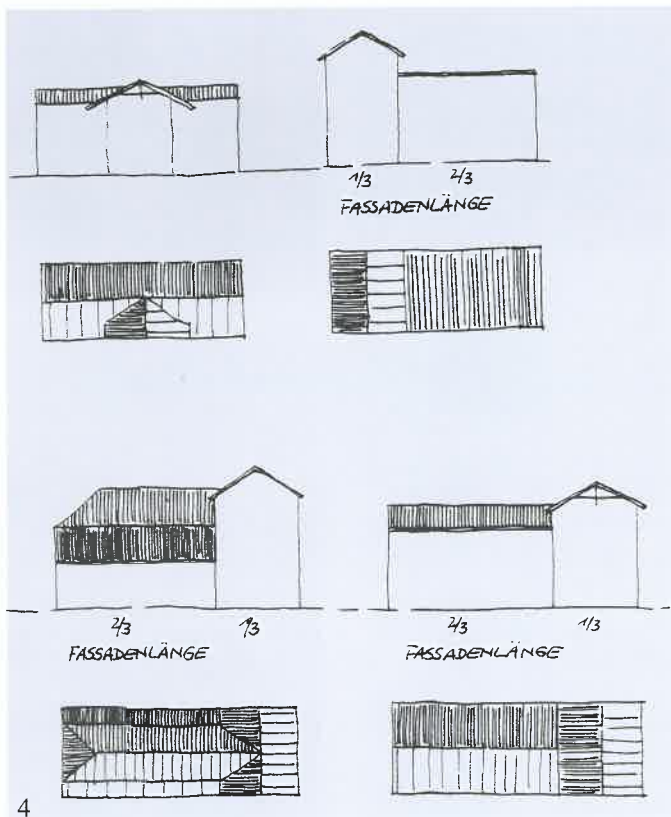 1/3 2/3
FASSADENLÄNGE
2/3 1/3
FASSADENLÄNGE
2/3 1/3
FASSADENLÄNGE
4